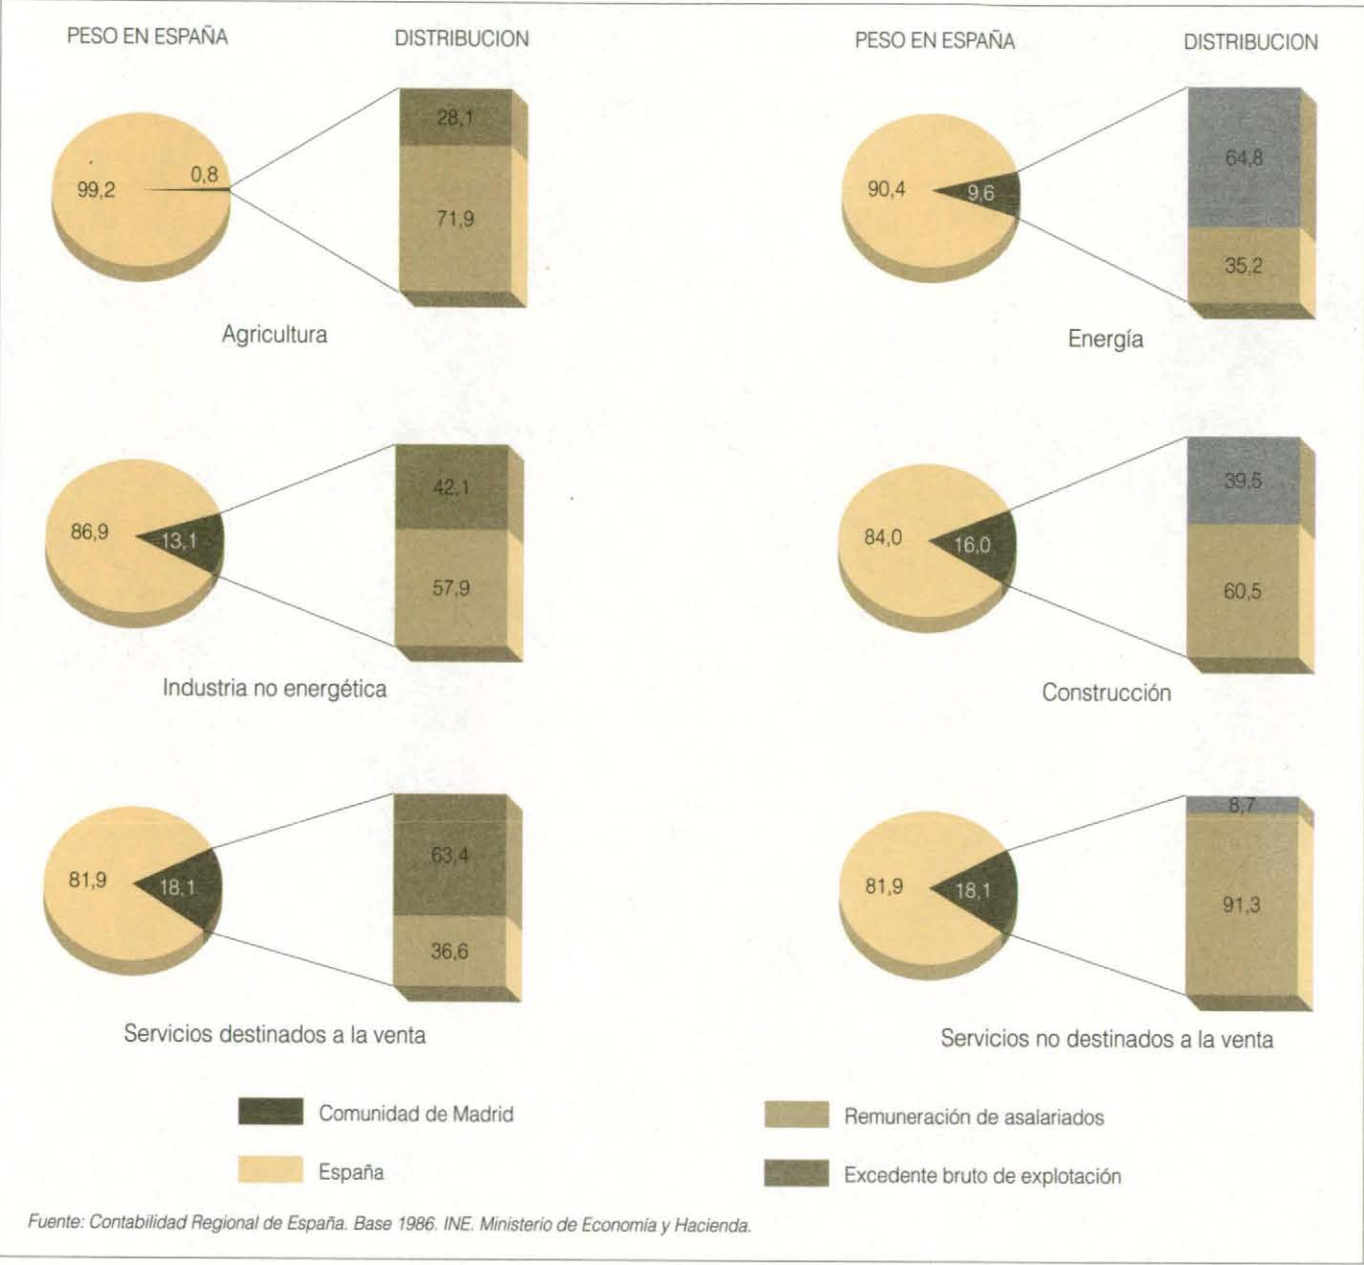 PESO EN ESPAÑA
DISTRIBUCION
99,2
0,8
28,1
71,9
Agricultura
PESO EN ESPAÑA
DISTRIBUCION
90,4
9,6
64,8
35,2
Energía
86,9
13,1
42,1
57,9
Industria no energética
84,0
16,0
39,5
60,5
Construcción
81,9
18,1
63,4
36,6
Servicios destinados a la venta
81,9
18,1
8,7
91,3
Servicios no destinados a la venta
Comunidad de Madrid
España
Remuneración de asalariados
Excedente bruto de explotación
Fuente: Contabilidad Regional de España. Base 1986. INE. Ministerio de Economía y Hacienda.